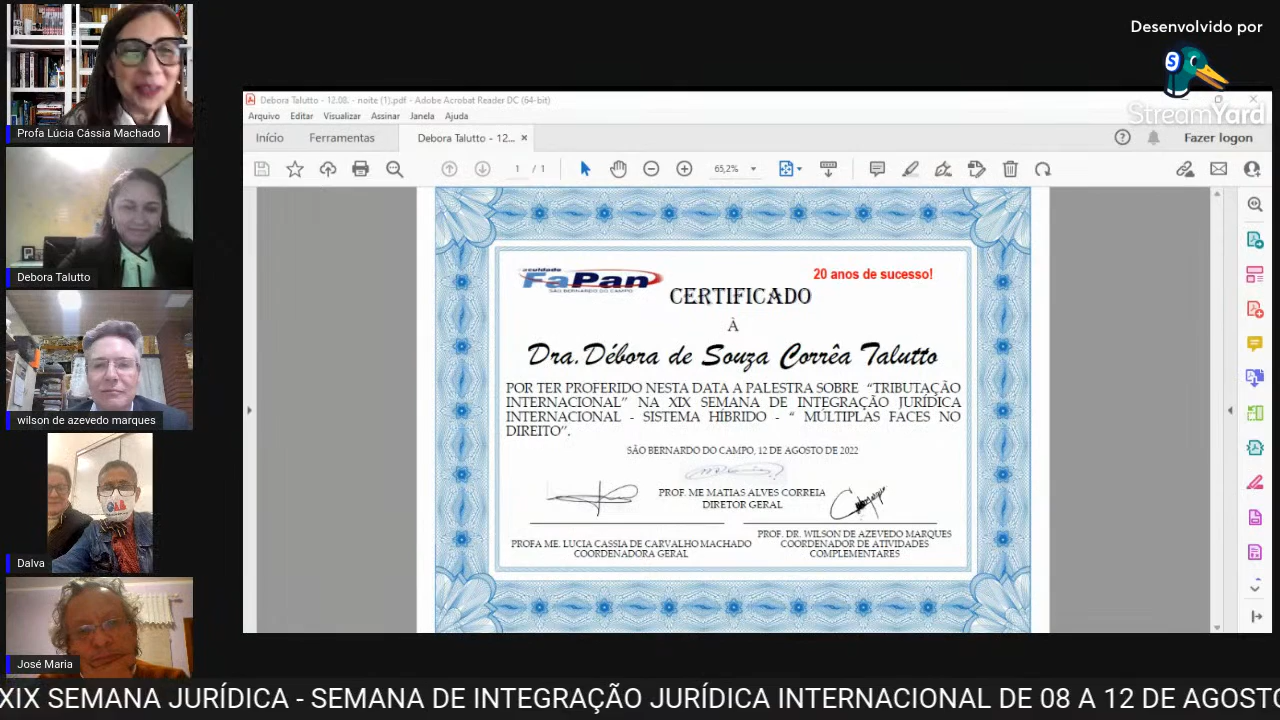 Desenvolvido por
StreamYard
Profa Lúcia Cássia Machado
Debora Talutto
wilson de azevedo marques
Dalva
José Maria
Debora Talutto - 12.08. - noite (1).pdf - Adobe Acrobat Reader DC (64-bit)
Arquivo Editar Visualizar Assinar Janela Ajuda
Início Ferramentas Debora Talutto - 12... × Fazer logon
1 / 1 65,2%
faculdade
FaPan
SÃO BERNARDO DO CAMPO
20 anos de sucesso!
CERTIFICADO
À
Dra. Débora de Souza Corrêa Talutto
POR TER PROFERIDO NESTA DATA A PALESTRA SOBRE “TRIBUTAÇÃO
INTERNACIONAL” NA XIX SEMANA DE INTEGRAÇÃO JURÍDICA
INTERNACIONAL - SISTEMA HÍBRIDO - “ MÚLTIPLAS FACES NO
DIREITO”.
SÃO BERNARDO DO CAMPO, 12 DE AGOSTO DE 2022
PROF. ME MATIAS ALVES CORREIA
DIRETOR GERAL
PROFA ME. LUCIA CASSIA DE CARVALHO MACHADO
COORDENADORA GERAL
PROF. DR. WILSON DE AZEVEDO MARQUES
COORDENADOR DE ATIVIDADES
COMPLEMENTARES
XIX SEMANA JURÍDICA - SEMANA DE INTEGRAÇÃO JURÍDICA INTERNACIONAL DE 08 A 12 DE AGOSTO